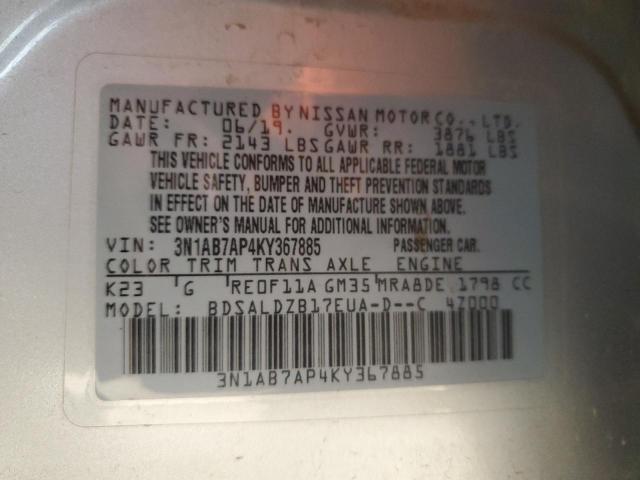 MANUFACTURED BY NISSAN MOTOR CO., LTD.
DATE: 06/19. GVWR: 3876 LBS
GAWR FR: 2143 LBS GAWR RR: 1881 LBS
THIS VEHICLE CONFORMS TO ALL APPLICABLE FEDERAL MOTOR
VEHICLE SAFETY, BUMPER AND THEFT PREVENTION STANDARDS
IN EFFECT ON THE DATE OF MANUFACTURE SHOWN ABOVE.
SEE OWNER'S MANUAL FOR ADDITIONAL INFORMATION.
VIN: 3N1AB7AP4KY367885 PASSENGER CAR.
COLOR TRIM TRANS AXLE ENGINE
K23 G RE0F11A GM35 MRA8DE 1798 CC
MODEL: BDSALDZB17EUA-D--C 47000
3N1AB7AP4KY367885